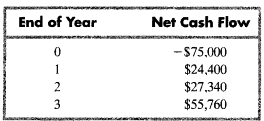 End of Year Net Cash Flow
0 −$75,000
1 $24,400
2 $27,340
3 $55,760